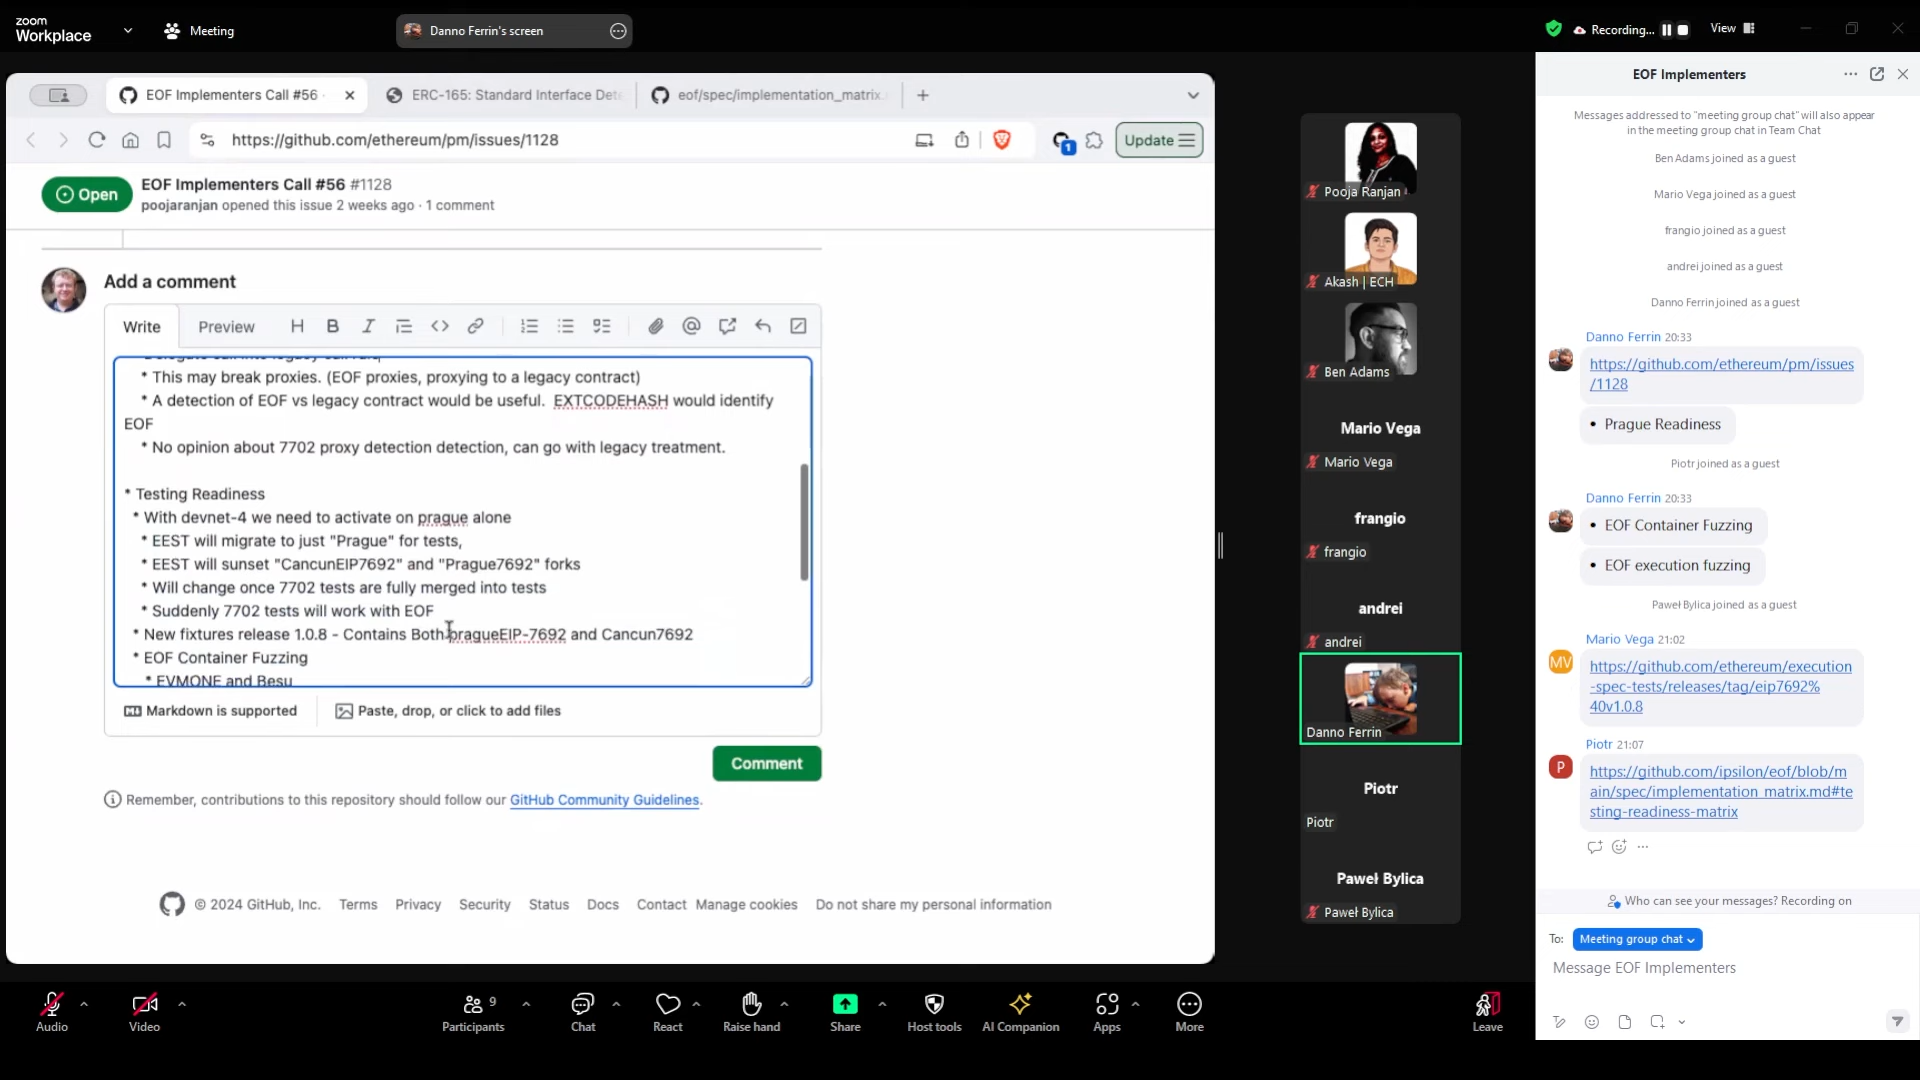 zoom
Workplace
Meeting
Danno Ferrin's screen
Recording...
View
EOF Implementers Call #56
ERC-165: Standard Interface Dete
eof/spec/implementation_matrix.
https://github.com/ethereum/pm/issues/1128
1
Update
Open
EOF Implementers Call #56 #1128
poojaranjan opened this issue 2 weeks ago · 1 comment
Add a comment
Write
Preview
* This may break proxies. (EOF proxies, proxying to a legacy contract)
* A detection of EOF vs legacy contract would be useful.  EXTCODEHASH would identify
EOF
* No opinion about 7702 proxy detection detection, can go with legacy treatment.
* Testing Readiness
* With devnet-4 we need to activate on prague alone
* EEST will migrate to just "Prague" for tests,
* EEST will sunset "CancunEIP7692" and "Prague7692" forks
* Will change once 7702 tests are fully merged into tests
* Suddenly 7702 tests will work with EOF
* New fixtures release 1.0.8 - Contains Both pragueEIP-7692 and Cancun7692
* EOF Container Fuzzing
* EVMONE and Besu
Markdown is supported
Paste, drop, or click to add files
Comment
Remember, contributions to this repository should follow our GitHub Community Guidelines.
© 2024 GitHub, Inc.
Terms
Privacy
Security
Status
Docs
Contact
Manage cookies
Do not share my personal information
Pooja Ranjan
Akash | ECH
Ben Adams
Mario Vega
Mario Vega
frangio
frangio
andrei
andrei
Danno Ferrin
Piotr
Piotr
Paweł Bylica
Paweł Bylica
EOF Implementers
Messages addressed to "meeting group chat" will also appear
in the meeting group chat in Team Chat
Ben Adams joined as a guest
Mario Vega joined as a guest
frangio joined as a guest
andrei joined as a guest
Danno Ferrin joined as a guest
Danno Ferrin 20:33
https://github.com/ethereum/pm/issues
/1128
• Prague Readiness
Piotr joined as a guest
Danno Ferrin 20:33
• EOF Container Fuzzing
• EOF execution fuzzing
Paweł Bylica joined as a guest
Mario Vega 21:02
MV
https://github.com/ethereum/execution
-spec-tests/releases/tag/eip7692%
40v1.0.8
Piotr 21:07
P
https://github.com/ipsilon/eof/blob/m
ain/spec/implementation_matrix.md#te
sting-readiness-matrix
Who can see your messages? Recording on
To:
Meeting group chat
Message EOF Implementers
Audio
Video
9
Participants
Chat
React
Raise hand
Share
Host tools
AI Companion
Apps
More
Leave